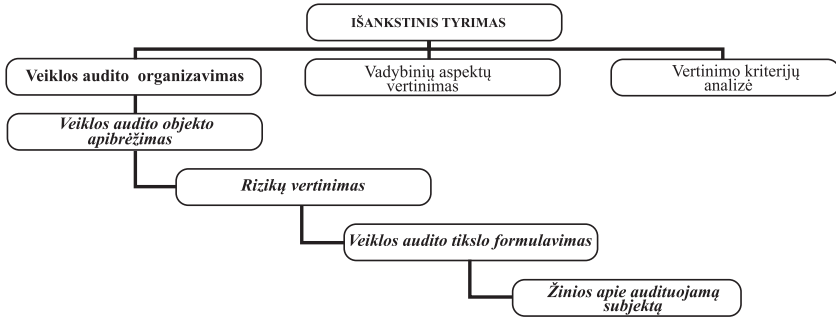 IŠANKSTINIS TYRIMAS
Veiklos audito organizavimas
Vadybinių aspektų
vertinimas
Vertinimo kriterijų
analizė
Veiklos audito objekto
apibrėžimas
Rizikų vertinimas
Veiklos audito tikslo formulavimas
Žinios apie audituojamą
subjektą